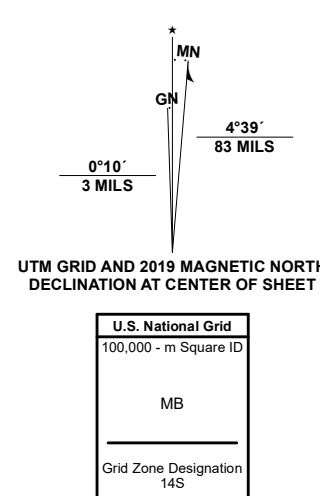 MN
GN
4°39´
83 MILS
0°10´
3 MILS
UTM GRID AND 2019 MAGNETIC NORTH
DECLINATION AT CENTER OF SHEET
U.S. National Grid
100,000 - m Square ID
MB
Grid Zone Designation
14S